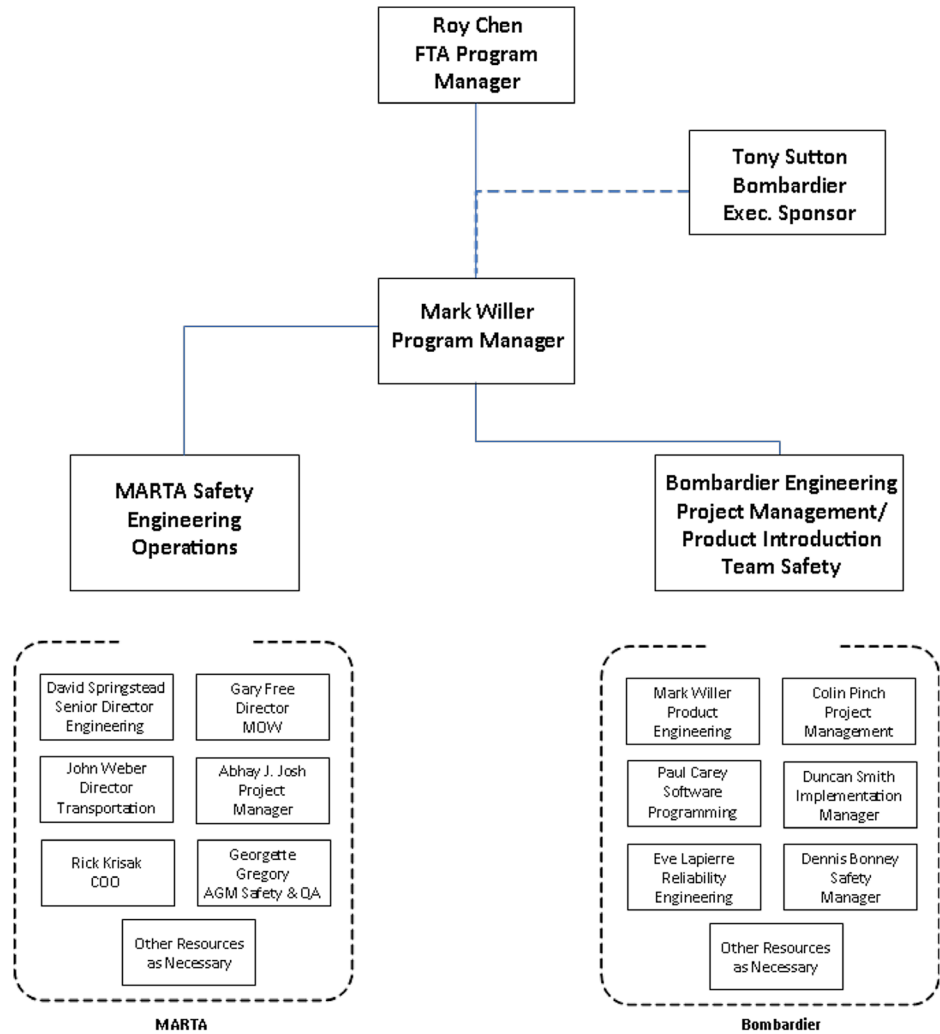 Roy Chen
FTA Program
Manager
Tony Sutton
Bombardier
Exec. Sponsor
Mark Willer
Program Manager
MARTA Safety
Engineering
Operations
Bombardier Engineering
Project Management/
Product Introduction
Team Safety
David Springstead
Senior Director
Engineering
Gary Free
Director
MOW
John Weber
Director
Transportation
Abhay J. Josh
Project
Manager
Rick Krisak
COO
Georgette
Gregory
AGM Safety & QA
Other Resources
as Necessary
MARTA
Mark Willer
Product
Engineering
Colin Pinch
Project
Management
Paul Carey
Software
Programming
Duncan Smith
Implementation
Manager
Eve Lapierre
Reliability
Engineering
Dennis Bonney
Safety
Manager
Other Resources
as Necessary
Bombardier